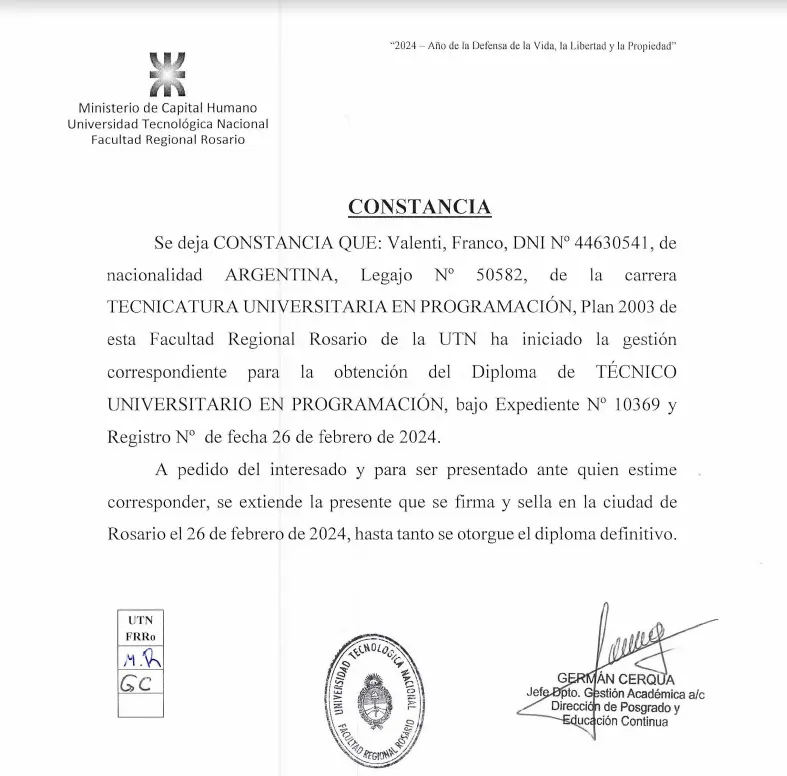 “2024 – Año de la Defensa de la Vida, la Libertad y la Propiedad”
Ministerio de Capital Humano
Universidad Tecnológica Nacional
Facultad Regional Rosario
CONSTANCIA
Se deja CONSTANCIA QUE: Valenti, Franco, DNI Nº 44630541, de
nacionalidad ARGENTINA, Legajo Nº 50582, de la carrera
TECNICATURA UNIVERSITARIA EN PROGRAMACIÓN, Plan 2003 de
esta Facultad Regional Rosario de la UTN ha iniciado la gestión
correspondiente para la obtención del Diploma de TÉCNICO
UNIVERSITARIO EN PROGRAMACIÓN, bajo Expediente Nº 10369 y
Registro Nº de fecha 26 de febrero de 2024.
A pedido del interesado y para ser presentado ante quien estime
corresponder, se extiende la presente que se firma y sella en la ciudad de
Rosario el 26 de febrero de 2024, hasta tanto se otorgue el diploma definitivo.
UTN
FRRo
M.R
GC
UNIVERSIDAD TECNOLOGICA NACIONAL
FACULTAD REGIONAL ROSARIO
GERMÁN CERQUA
Jefe Dpto. Gestión Académica a/c
Dirección de Posgrado y
Educación Continua